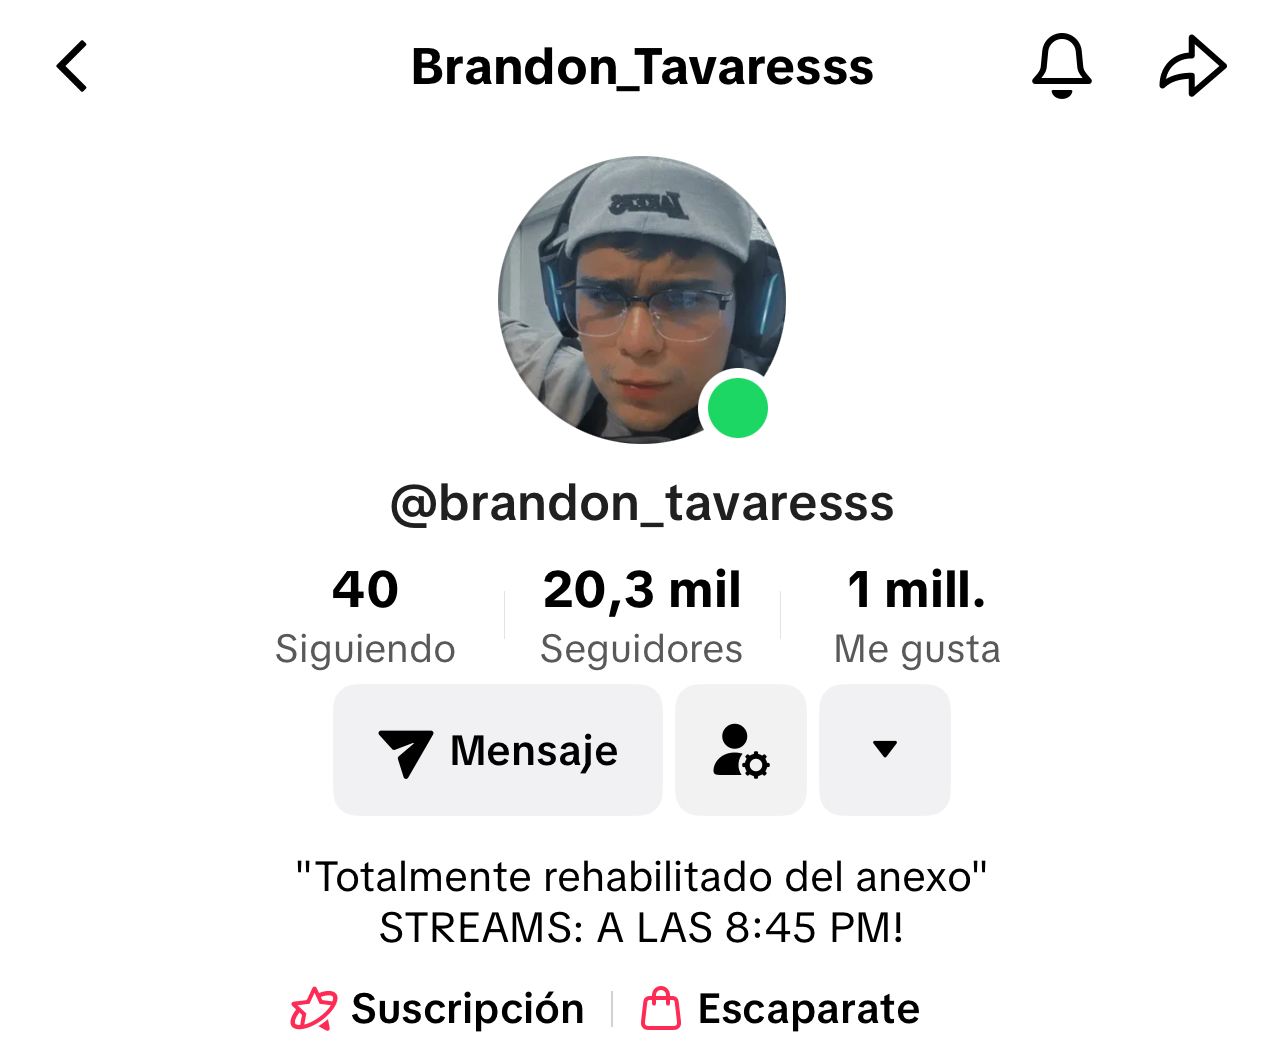 Brandon_Tavaresss
@brandon_tavaresss
40
Siguiendo
20,3 mil
Seguidores
1 mill.
Me gusta
Mensaje
"Totalmente rehabilitado del anexo"
STREAMS: A LAS 8:45 PM!
Suscripción
Escaparate